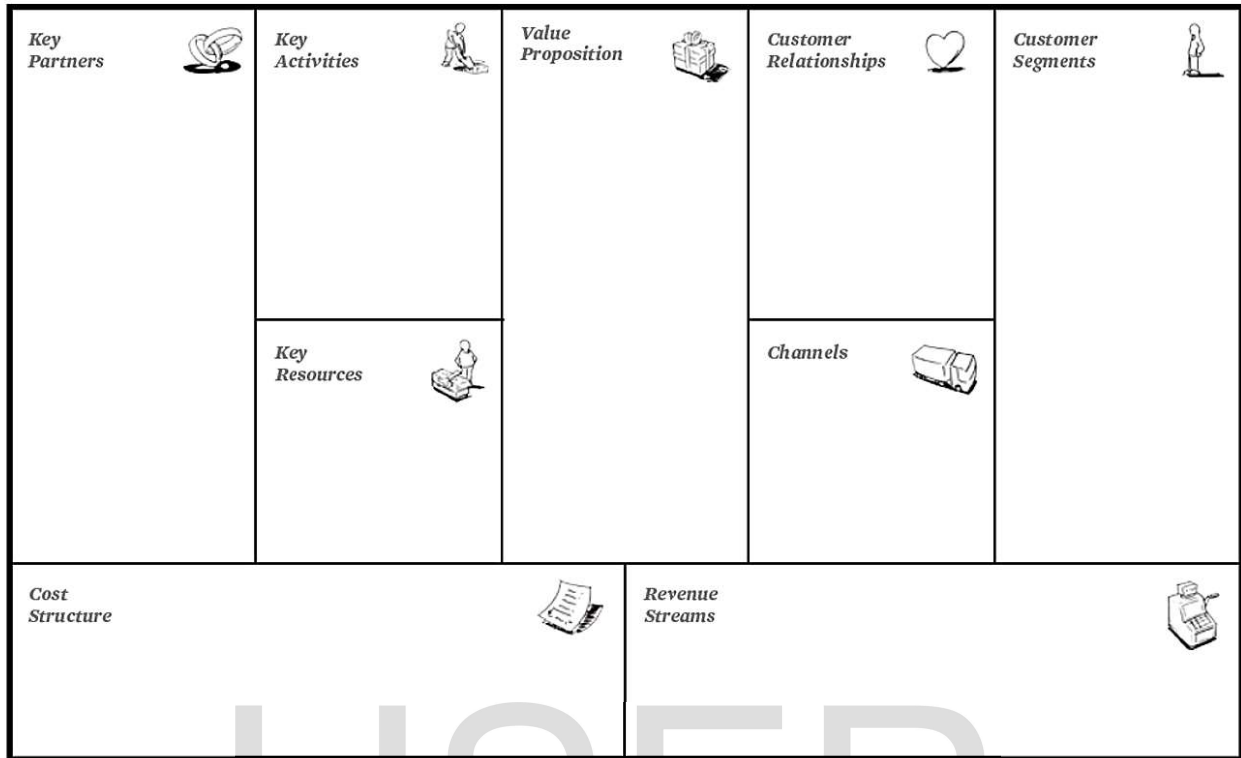 Key
Partners
Key
Activities
Value
Proposition
Customer
Relationships
Customer
Segments
Key
Resources
Channels
Cost
Structure
Revenue
Streams